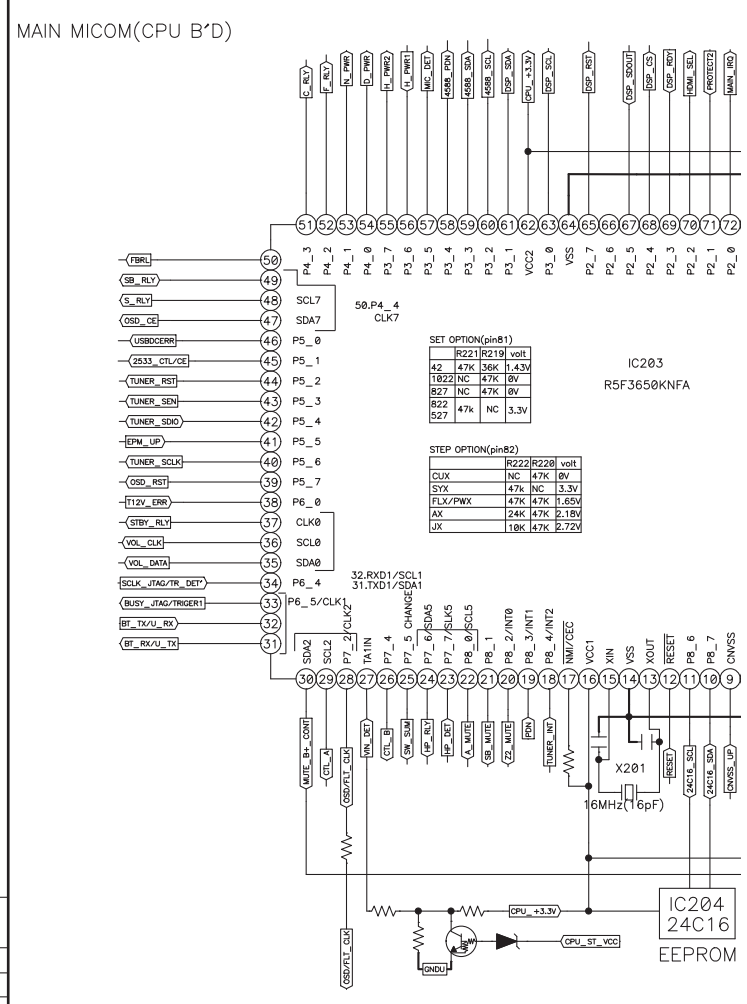 MAIN MICOM(CPU B'D)
C_RLY
F_RLY
N_PWR
D_PWR
H_PWR2
H_PWR1
MIC_DET
4588_PDN
4588_SDA
4588_SCL
DSP_SDA
CPU_+3.3V
DSP_SCL
DSP_RST
DSP_SDOUT
DSP_CS
DSP_RDY
HDMI_SEL
PROTECT2
MAIN_IRQ
51 52 53 54 55 56 57 58 59 60 61 62 63 64 65 66 67 68 69 70 71 72
P4_3
P4_2
P4_1
P4_0
P3_7
P3_6
P3_5
P3_4
P3_3
P3_2
P3_1
VCC2
P3_0
VSS
P2_7
P2_6
P2_5
P2_4
P2_3
P2_2
P2_1
P2_0
FBRL 50
SB_RLY 49
S_RLY 48 SCL7
OSD_CE 47 SDA7
50.P4_4
CLK7
USBDCERR 46 P5_0
2533_CTL/CE 45 P5_1
TUNER_RST 44 P5_2
TUNER_SEN 43 P5_3
TUNER_SDIO 42 P5_4
EPM_UP 41 P5_5
TUNER_SCLK 40 P5_6
OSD_RST 39 P5_7
T12V_ERR 38 P6_0
STBY_RLY 37 CLK0
VOL_CLK 36 SCL0
VOL_DATA 35 SDA0
SCLK_JTAG/TR_DET' 34 P6_4
BUSY_JTAG/TRIGER1 33 P6_5/CLK1
BT_TX/U_RX 32
BT_RX/U_TX 31
32.RXD1/SCL1
31.TXD1/SDA1
SET OPTION(pin81)
R221 R219 volt
42 47K 36K 1.43V
1022 NC 47K 0V
827 NC 47K 0V
822
527 47k NC 3.3V
STEP OPTION(pin82)
R222 R220 volt
CUX NC 47K 0V
SYX 47k NC 3.3V
FLX/PWX 47K 47K 1.65V
AX 24K 47K 2.18V
JX 10K 47K 2.72V
IC203
R5F3650KNFA
SDA2
SCL2
P7_2/CLK2
TA1IN
P7_4
P7_5 CHANGE
P7_6/SDA5
P7_7/SLK5
P8_0/SCL5
P8_1
P8_2/INT0
P8_3/INT1
P8_4/INT2
NMI/CEC
VCC1
XIN
VSS
XOUT
RESET
P8_6
P8_7
CNVSS
30 29 28 27 26 25 24 23 22 21 20 19 18 17 16 15 14 13 12 11 10 9
MUTE_B+_CONT
CTL_A
OSD/FLT_CLK
VIN_DET
CTL_B
SW_SUM
HP_RLY
HP_DET
A_MUTE
SB_MUTE
Z2_MUTE
PDN
TUNER_INT
RESET
24C16_SCL
24C16_SDA
CNVSS_UP
X201
16MHz(16pF)
OSD/FLT_CLK
CPU_+3.3V
CPU_ST_VCC
GNDU
IC204
24C16
EEPROM